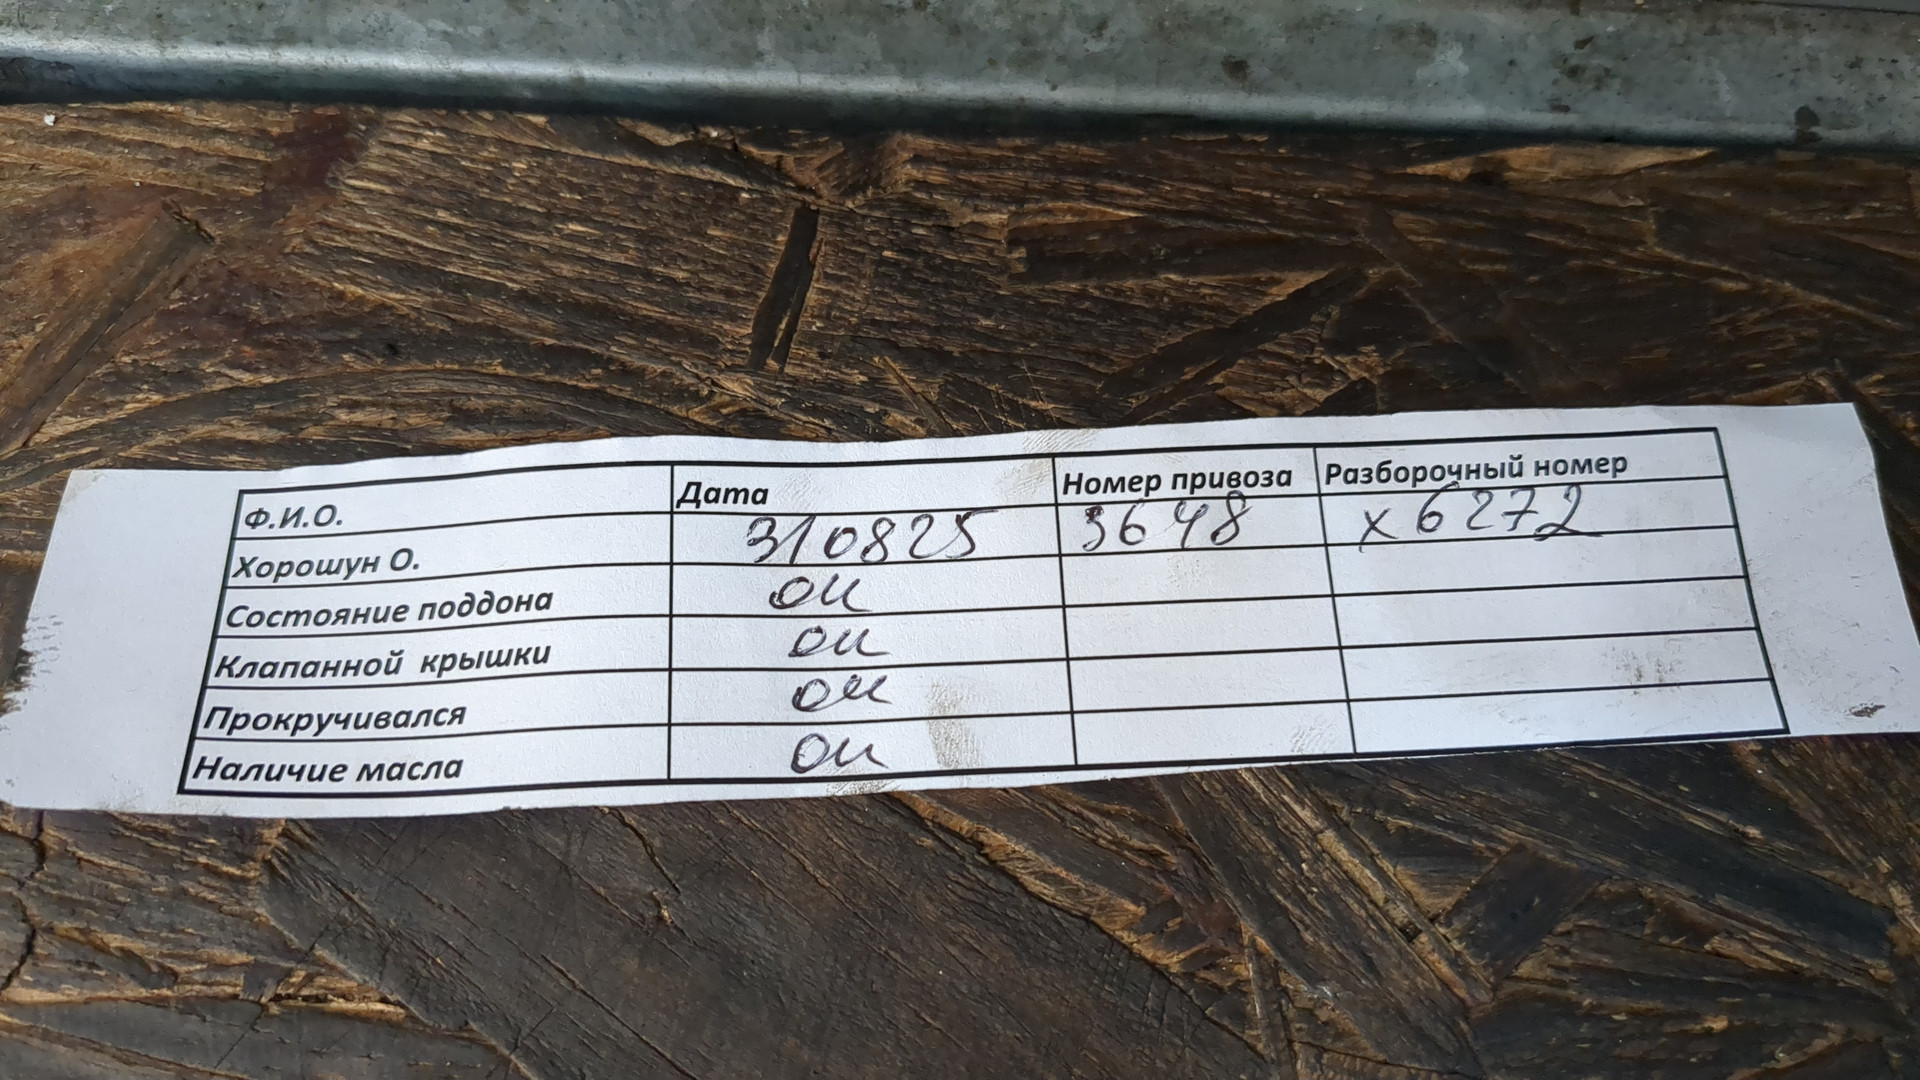 Ф.И.О. Дата Номер привоза Разборочный номер
Хорошун О. 310825 3648 х6272
Состояние поддона ок
Клапанной крышки ок
Прокручивался ок
Наличие масла ок